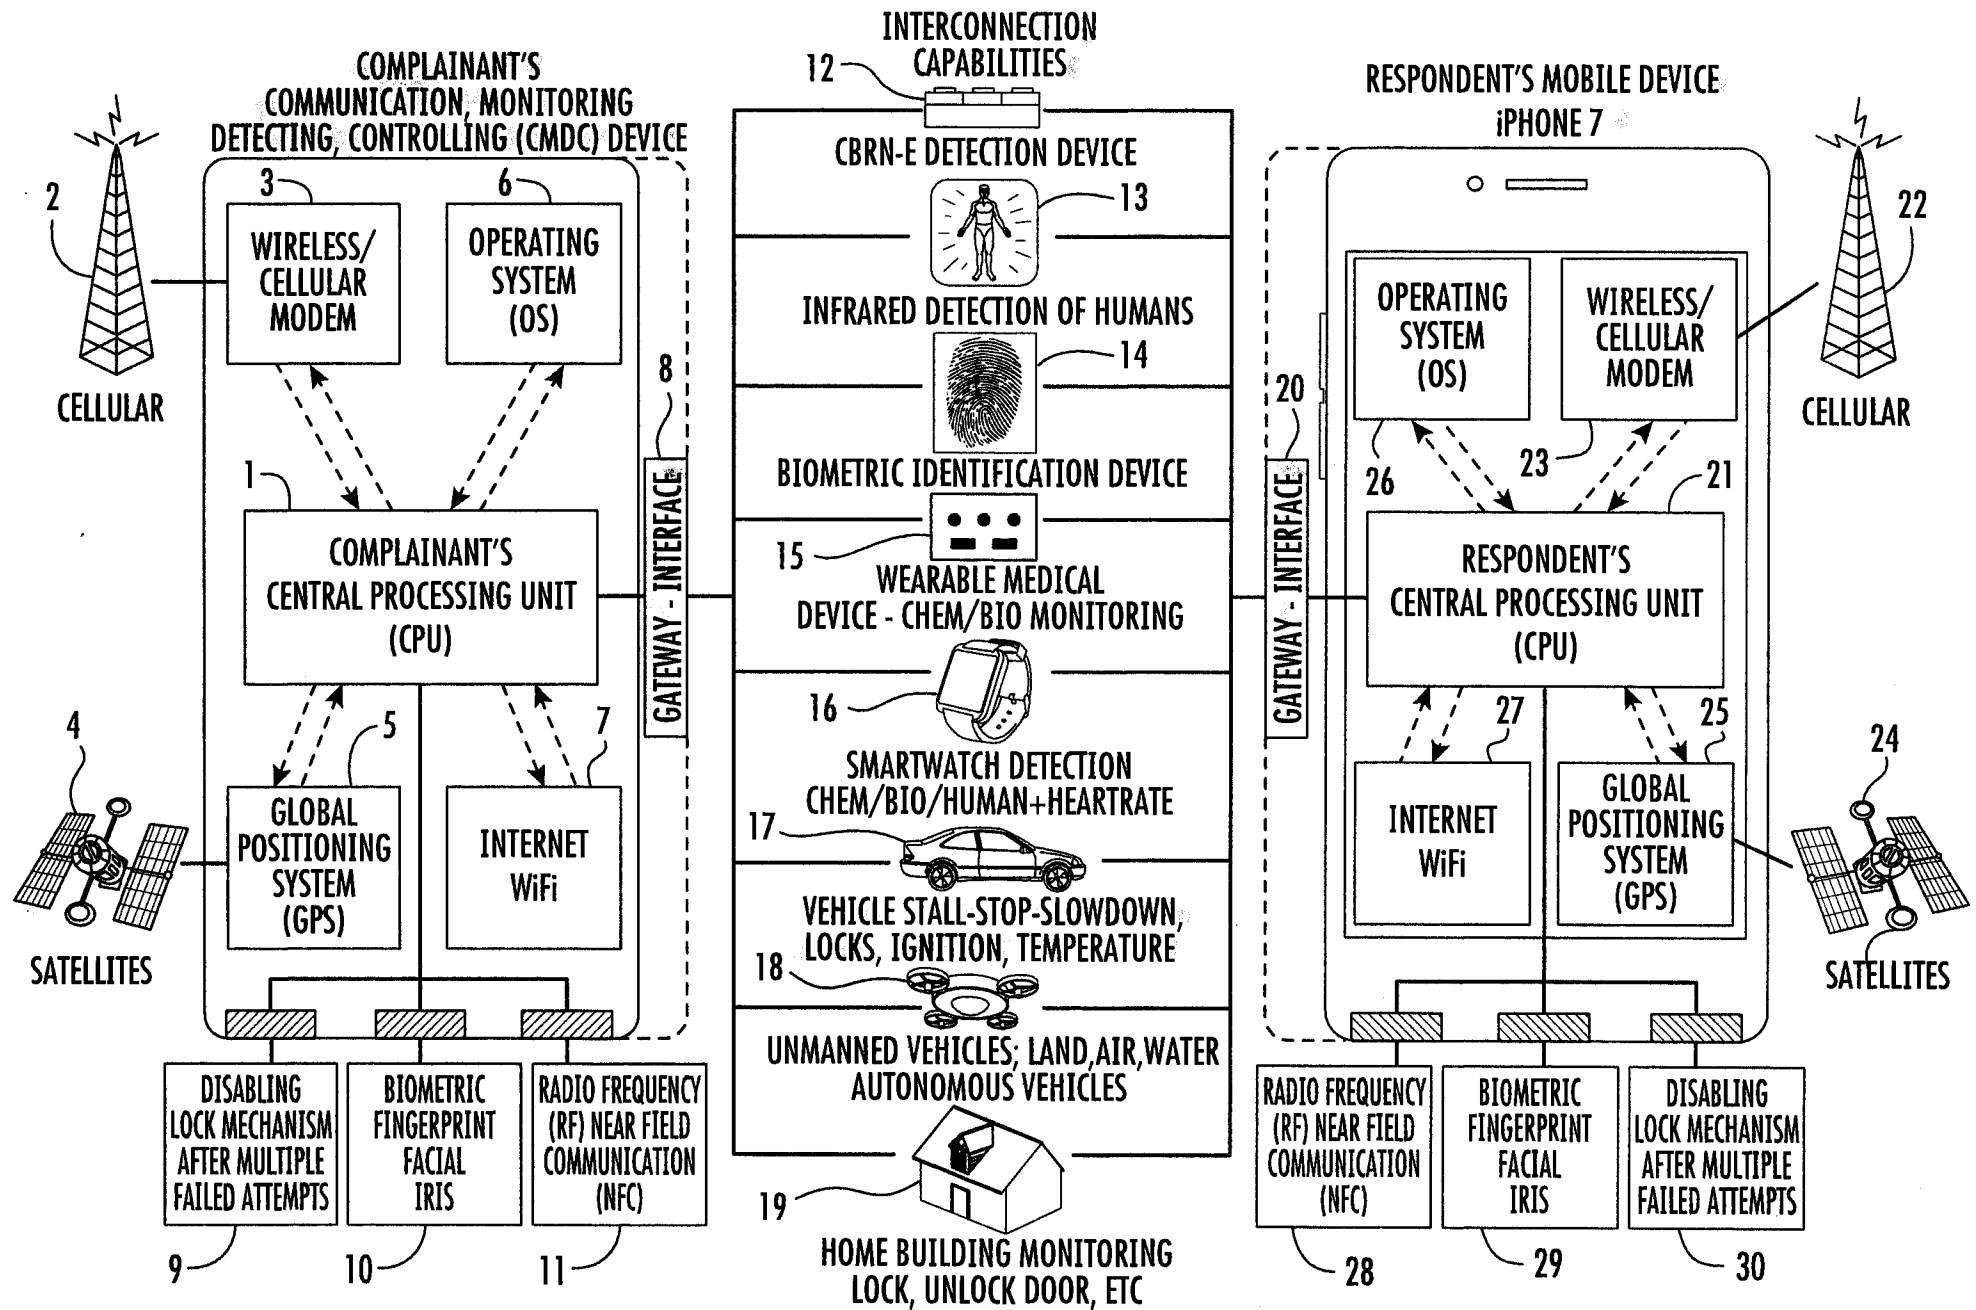 COMPLAINANT'S
COMMUNICATION, MONITORING
DETECTING, CONTROLLING (CMDC) DEVICE
2
CELLULAR
3
WIRELESS/
CELLULAR
MODEM
6
OPERATING
SYSTEM
(OS)
8
GATEWAY - INTERFACE
1
COMPLAINANT'S
CENTRAL PROCESSING UNIT
(CPU)
4
SATELLITES
5
GLOBAL
POSITIONING
SYSTEM
(GPS)
7
INTERNET
WiFi
DISABLING
LOCK MECHANISM
AFTER MULTIPLE
FAILED ATTEMPTS
9
BIOMETRIC
FINGERPRINT
FACIAL
IRIS
10
RADIO FREQUENCY
(RF) NEAR FIELD
COMMUNICATION
(NFC)
11
INTERCONNECTION
CAPABILITIES
12
CBRN-E DETECTION DEVICE
13
INFRARED DETECTION OF HUMANS
14
BIOMETRIC IDENTIFICATION DEVICE
15
WEARABLE MEDICAL
DEVICE - CHEM/BIO MONITORING
16
SMARTWATCH DETECTION
CHEM/BIO/HUMAN+HEARTRATE
17
VEHICLE STALL-STOP-SLOWDOWN,
LOCKS, IGNITION, TEMPERATURE
18
UNMANNED VEHICLES; LAND,AIR,WATER
AUTONOMOUS VEHICLES
19
HOME BUILDING MONITORING
LOCK, UNLOCK DOOR, ETC
RESPONDENT'S MOBILE DEVICE
iPHONE 7
20
GATEWAY - INTERFACE
OPERATING
SYSTEM
(OS)
26
WIRELESS/
CELLULAR
MODEM
23
22
CELLULAR
21
RESPONDENT'S
CENTRAL PROCESSING UNIT
(CPU)
27
INTERNET
WiFi
25
GLOBAL
POSITIONING
SYSTEM
(GPS)
24
SATELLITES
RADIO FREQUENCY
(RF) NEAR FIELD
COMMUNICATION
(NFC)
28
BIOMETRIC
FINGERPRINT
FACIAL
IRIS
29
DISABLING
LOCK MECHANISM
AFTER MULTIPLE
FAILED ATTEMPTS
30